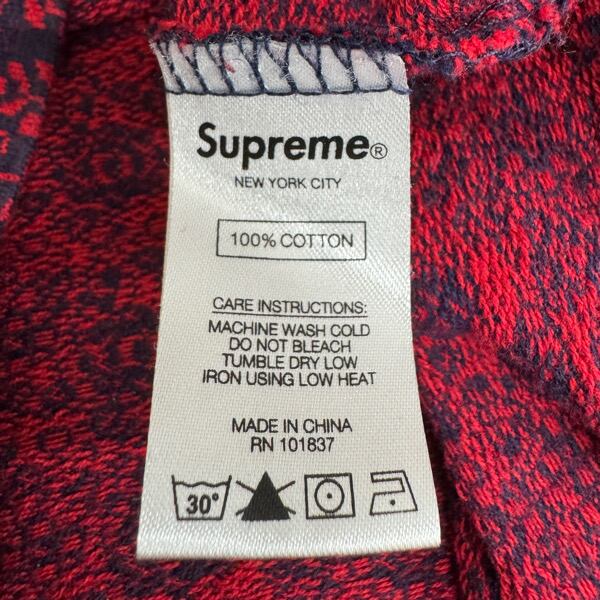 Supreme®
NEW YORK CITY
100% COTTON
CARE INSTRUCTIONS:
MACHINE WASH COLD
DO NOT BLEACH
TUMBLE DRY LOW
IRON USING LOW HEAT
MADE IN CHINA
RN 101837
30°